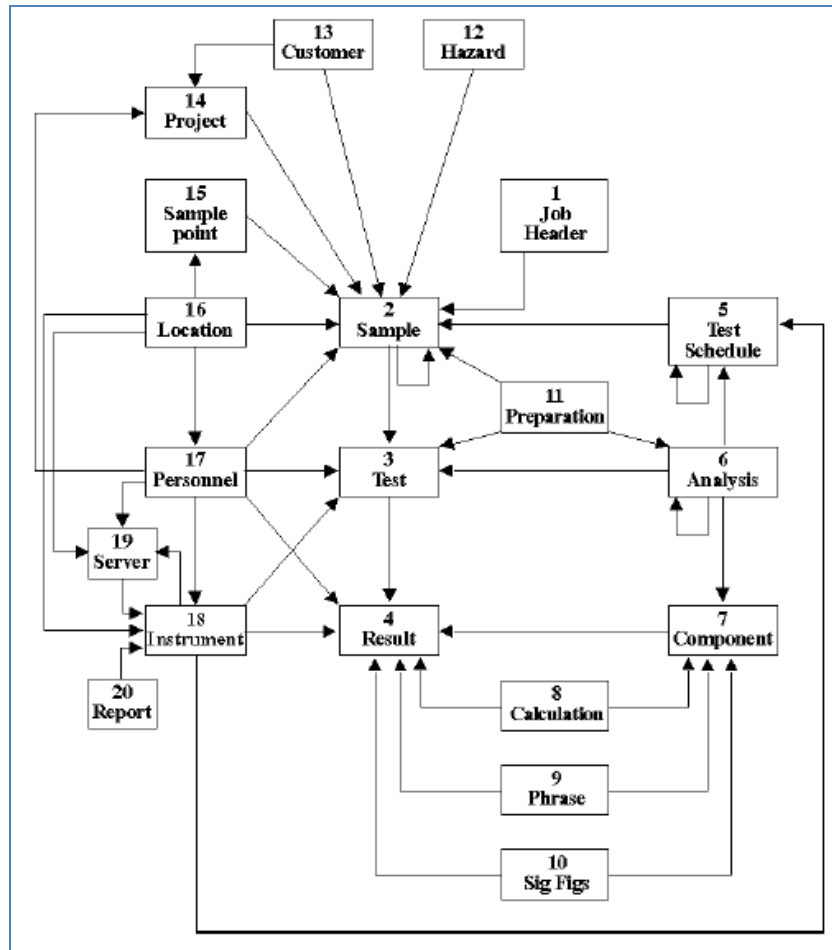 13
Customer
12
Hazard
14
Project
15
Sample
point
1
Job
Header
16
Location
2
Sample
5
Test
Schedule
11
Preparation
17
Personnel
3
Test
6
Analysis
19
Server
18
Instrument
4
Result
7
Component
20
Report
8
Calculation
9
Phrase
10
Sig Figs